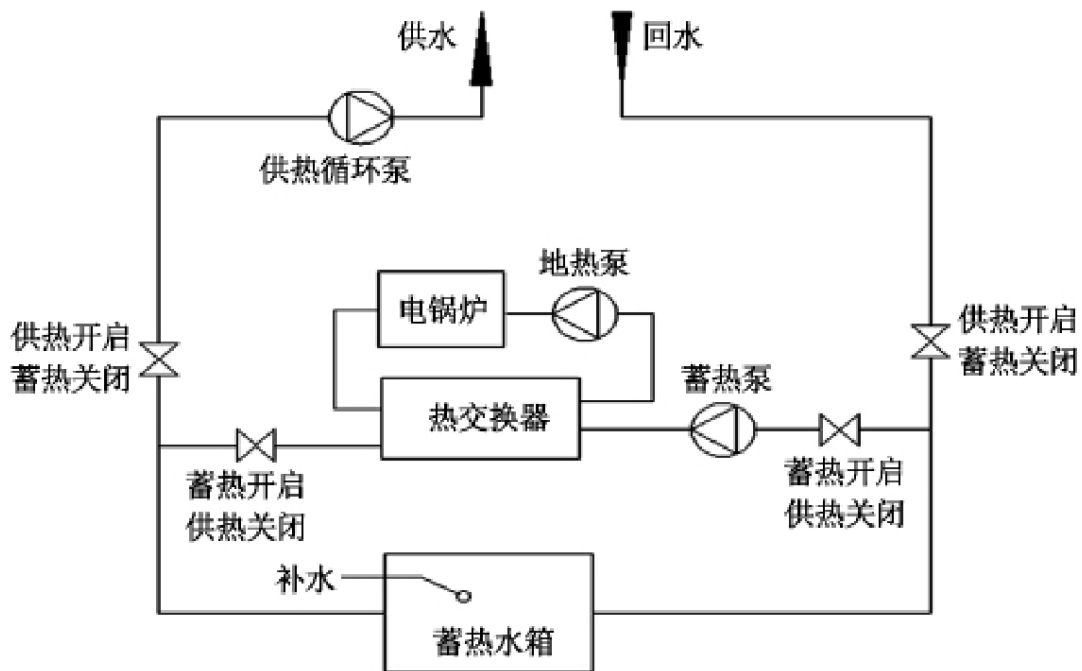 供水
回水
供热循环泵
地热泵
电锅炉
供热开启
蓄热关闭
供热开启
蓄热关闭
蓄热泵
热交换器
蓄热开启
供热关闭
蓄热开启
供热关闭
补水
蓄热水箱